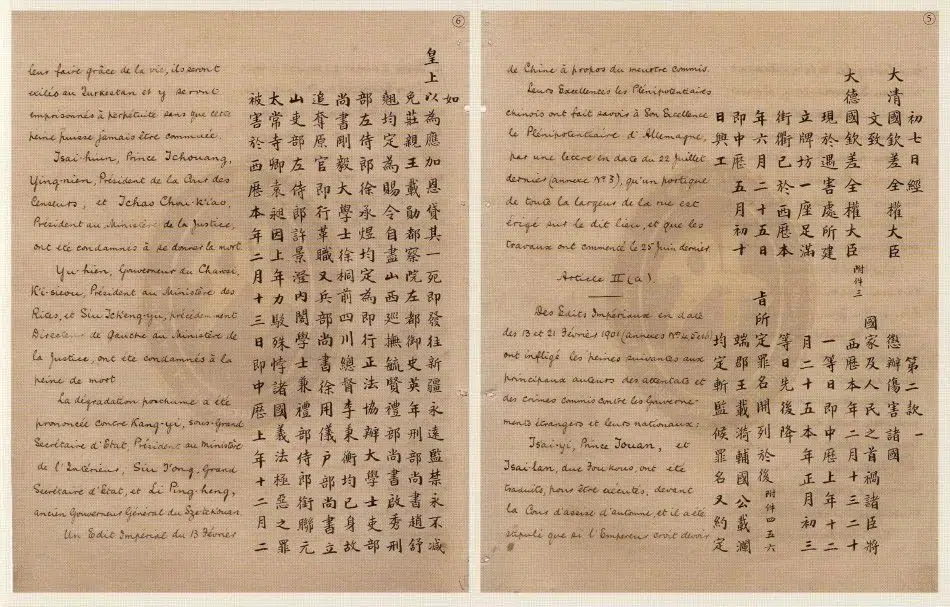 ⑤
de Chine à propos du meurtre commis.
Leurs Excellences les Plénipotentiaires
chinois ont fait savoir à Son Excellence
le Plénipotentiaire d'Allemagne,
par une lettre en date du 22 Juillet
dernier (annexe N° 3), qu'un portique
de toute la largeur de la rue est
érigé sur le dit lieu, et que les
travaux ont commencé le 25 Juin dernier
Article II (a)
Des Edits Impériaux en date
des 13 et 21 Février 1901 (annexes Nos 4, 5 et 6)
ont infligé les peines suivantes aux
principaux auteurs des attentats et
des crimes commis contre les Gouverne-
ments étrangers et leurs nationaux:
Tsai-yi, Prince Touan, et
Tsai-lan, duc Fou kouo, ont été
traduits, pour être exécutés, devant
la Cour d'assise d'automne, et il a été
stipulé que si l'Empereur croit devoir
初七日經
大清國欽差全權大臣
文致
大德國欽差全權大臣 附件三
現於遇害處所建
立牌坊一座足滿
街衢已於西歷本
年六月二十五日
即中歷五月初十
日興工
第二款 一
懲辦傷害諸國
國家及人民之首禍諸臣將
西歷本年二月十三二十
一等日即中歷上年十二
月二十五本年正月初三
等日先後降
旨所定罪名開列於後 附件四五六
端郡王載漪輔國公載瀾
均定斬監候罪名又約定
⑥
leur faire grâce de la vie, ils seront
exilés au Turkestan et y seront
emprisonnés à perpétuité sans que cette
peine puisse jamais être commuée.
Tsai-hiun, Prince Tchouang,
Ying-nien, Président de la Cour des
Censeurs, et Tchao Chou-k'iao,
Président au Ministère de la Justice,
ont été condamnés à se donner la mort.
Yu-hien, Gouverneur du Chansi,
K'i-sieou, Président au Ministère des
Rites, et Siu Tch'eng-yu, précédemment
Directeur de Gauche au Ministère de
la Justice, ont été condamnés à la
peine de mort
La dégradation posthume a été
prononcée contre Kang-yi, sous-Grand
Secrétaire d'Etat, Président au Ministère
de l'Intérieur, Siu T'ong, Grand
Secrétaire d'Etat, et Li Ping-heng,
ancien Gouverneur Général du Szetchouan.
Un Edit Impérial du 13 Février
如
皇上以為應加恩貸其一死即發往新疆永遠監禁永不減
免莊親王載勛都察院左都御史英年刑部尚書趙舒
翹均定為賜令自盡山西巡撫毓賢禮部尚書啟秀刑
部左侍郎徐承煜均定為即行正法協辦大學士吏部
尚書剛毅大學士徐桐前四川總督李秉衡均已身故
追奪原官即行革職又兵部尚書徐用儀戶部尚書立
山吏部左侍郎許景澄內閣學士兼禮部侍郎銜聯元
太常寺卿袁昶因上年力駁殊悖諸國義法極惡之罪
被害於西歷本年二月十三日即中歷上年十二月二